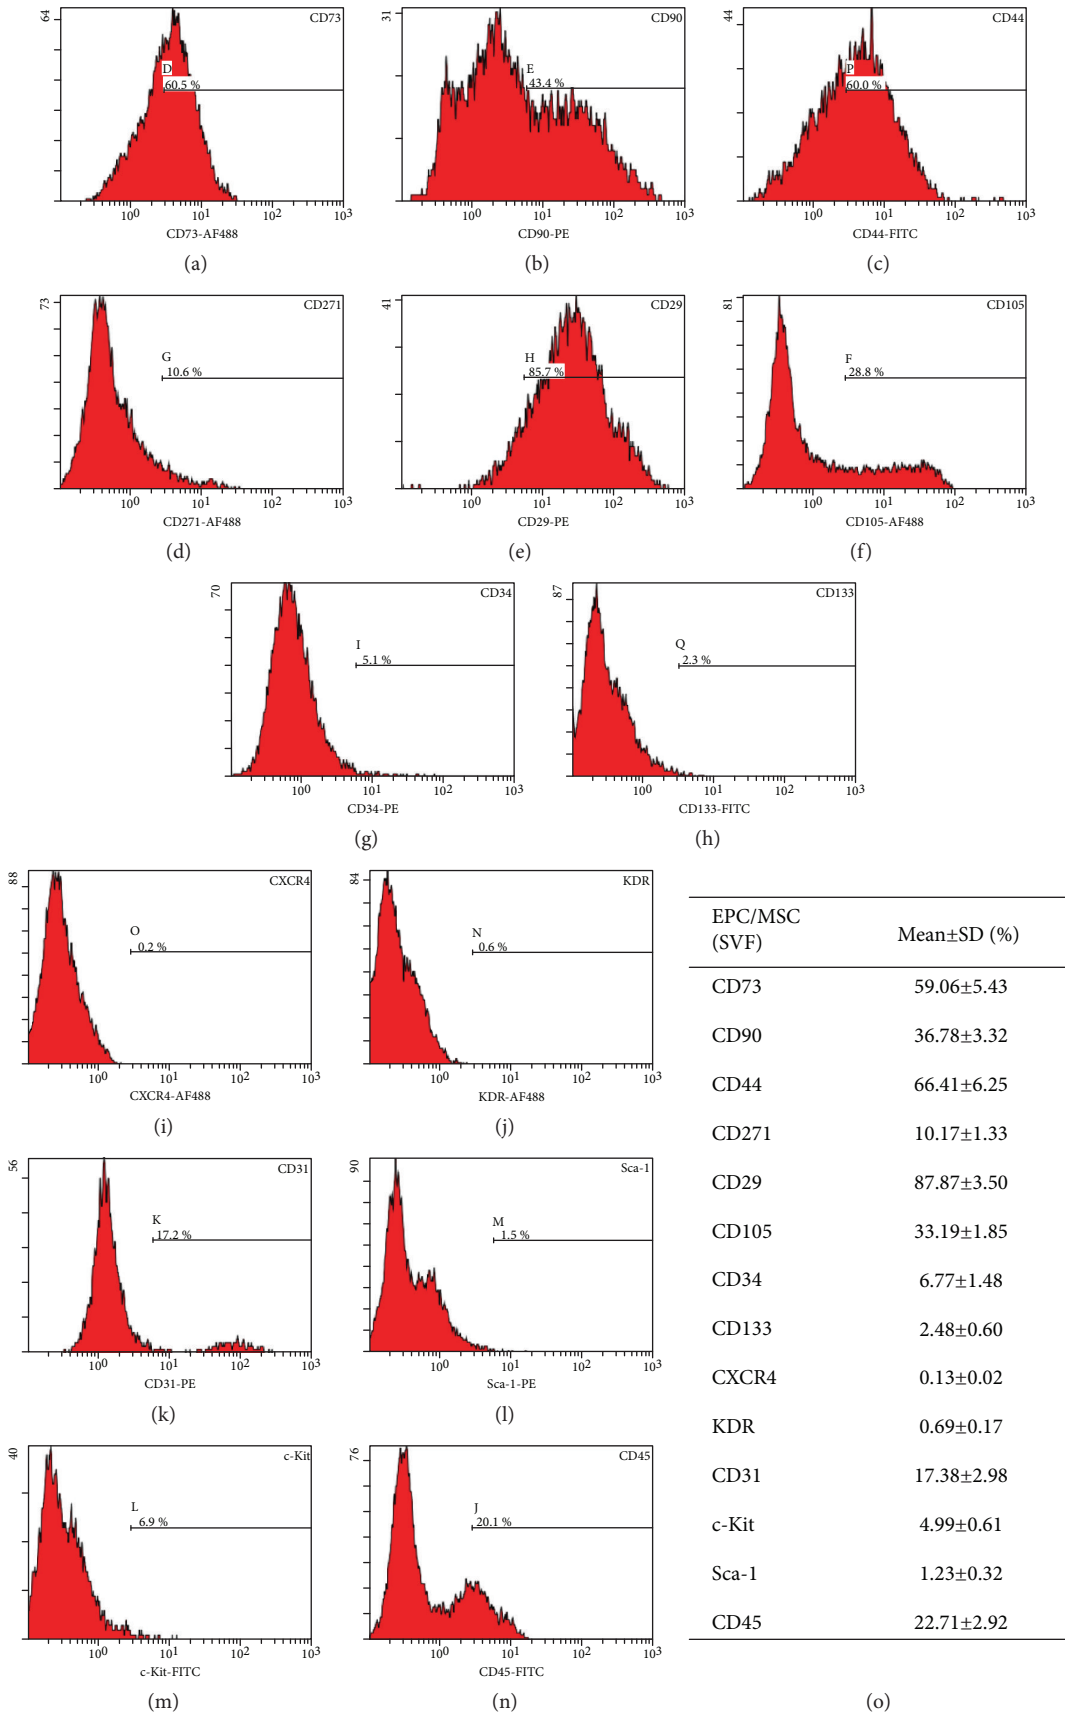 64
CD73
D
60.5 %
10^0 10^1 10^2 10^3
CD73-AF488
(a)
31
CD90
E
43.4 %
10^0 10^1 10^2 10^3
CD90-PE
(b)
44
CD44
P
60.0 %
10^0 10^1 10^2 10^3
CD44-FITC
(c)
73
CD271
G
10.6 %
10^0 10^1 10^2 10^3
CD271-AF488
(d)
41
CD29
H
85.7 %
10^0 10^1 10^2 10^3
CD29-PE
(e)
81
CD105
F
28.8 %
10^0 10^1 10^2 10^3
CD105-AF488
(f)
70
CD34
I
5.1 %
10^0 10^1 10^2 10^3
CD34-PE
(g)
87
CD133
Q
2.3 %
10^0 10^1 10^2 10^3
CD133-FITC
(h)
88
CXCR4
O
0.2 %
10^0 10^1 10^2 10^3
CXCR4-AF488
(i)
84
KDR
N
0.6 %
10^0 10^1 10^2 10^3
KDR-AF488
(j)
56
CD31
K
17.2 %
10^0 10^1 10^2 10^3
CD31-PE
(k)
90
Sca-1
M
1.5 %
10^0 10^1 10^2 10^3
Sca-1-PE
(l)
40
c-Kit
L
6.9 %
10^0 10^1 10^2 10^3
c-Kit-FITC
(m)
76
CD45
J
20.1 %
10^0 10^1 10^2 10^3
CD45-FITC
(n)
EPC/MSC
(SVF) Mean±SD (%)
CD73 59.06±5.43
CD90 36.78±3.32
CD44 66.41±6.25
CD271 10.17±1.33
CD29 87.87±3.50
CD105 33.19±1.85
CD34 6.77±1.48
CD133 2.48±0.60
CXCR4 0.13±0.02
KDR 0.69±0.17
CD31 17.38±2.98
c-Kit 4.99±0.61
Sca-1 1.23±0.32
CD45 22.71±2.92
(o)